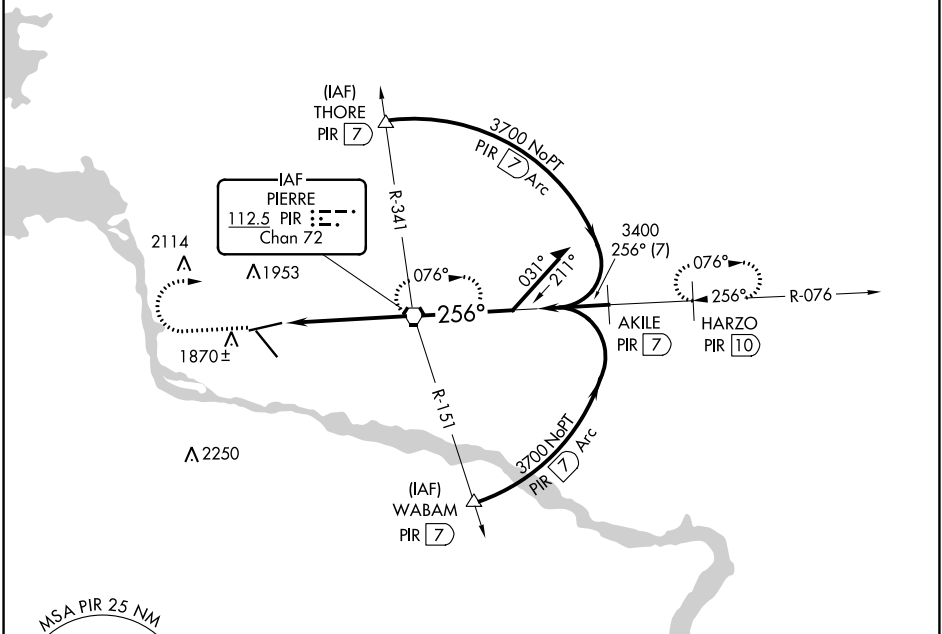 (IAF)
THORE
PIR 7
3700 NoPT
PIR 7 Arc
IAF
PIERRE
112.5 PIR
Chan 72
R-341
2114
1953
3400
256° (7)
031°
211°
076°
076°
256°
256°
R-076
AKILE
PIR 7
HARZO
PIR 10
1870±
R-151
2250
3700 NoPT
PIR 7 Arc
(IAF)
WABAM
PIR 7
MSA PIR 25 NM